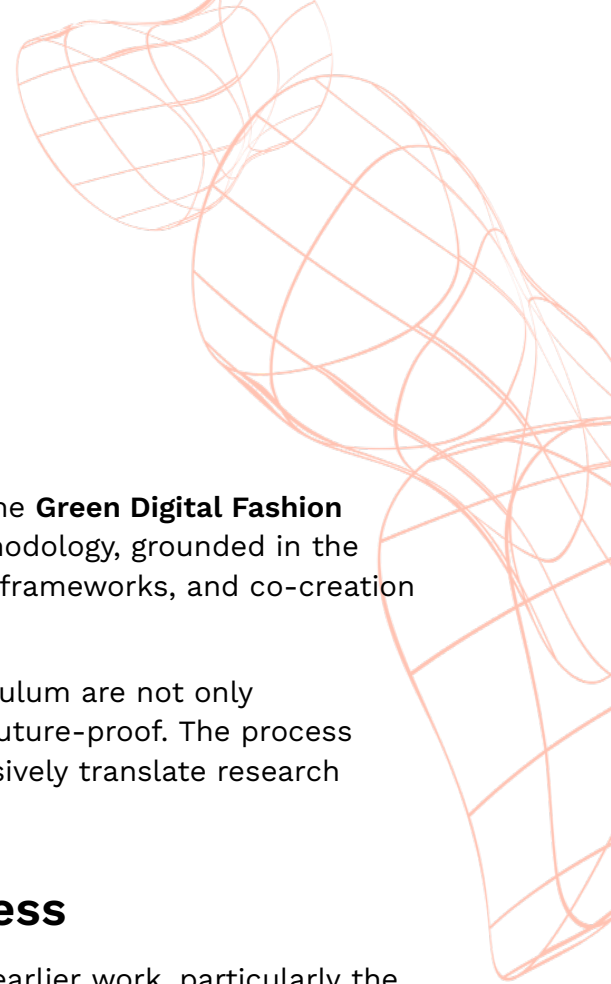 ne Green Digital Fashion
nodology, grounded in the
frameworks, and co-creation
ulum are not only
uture-proof. The process
sively translate research
ess
earlier work, particularly the